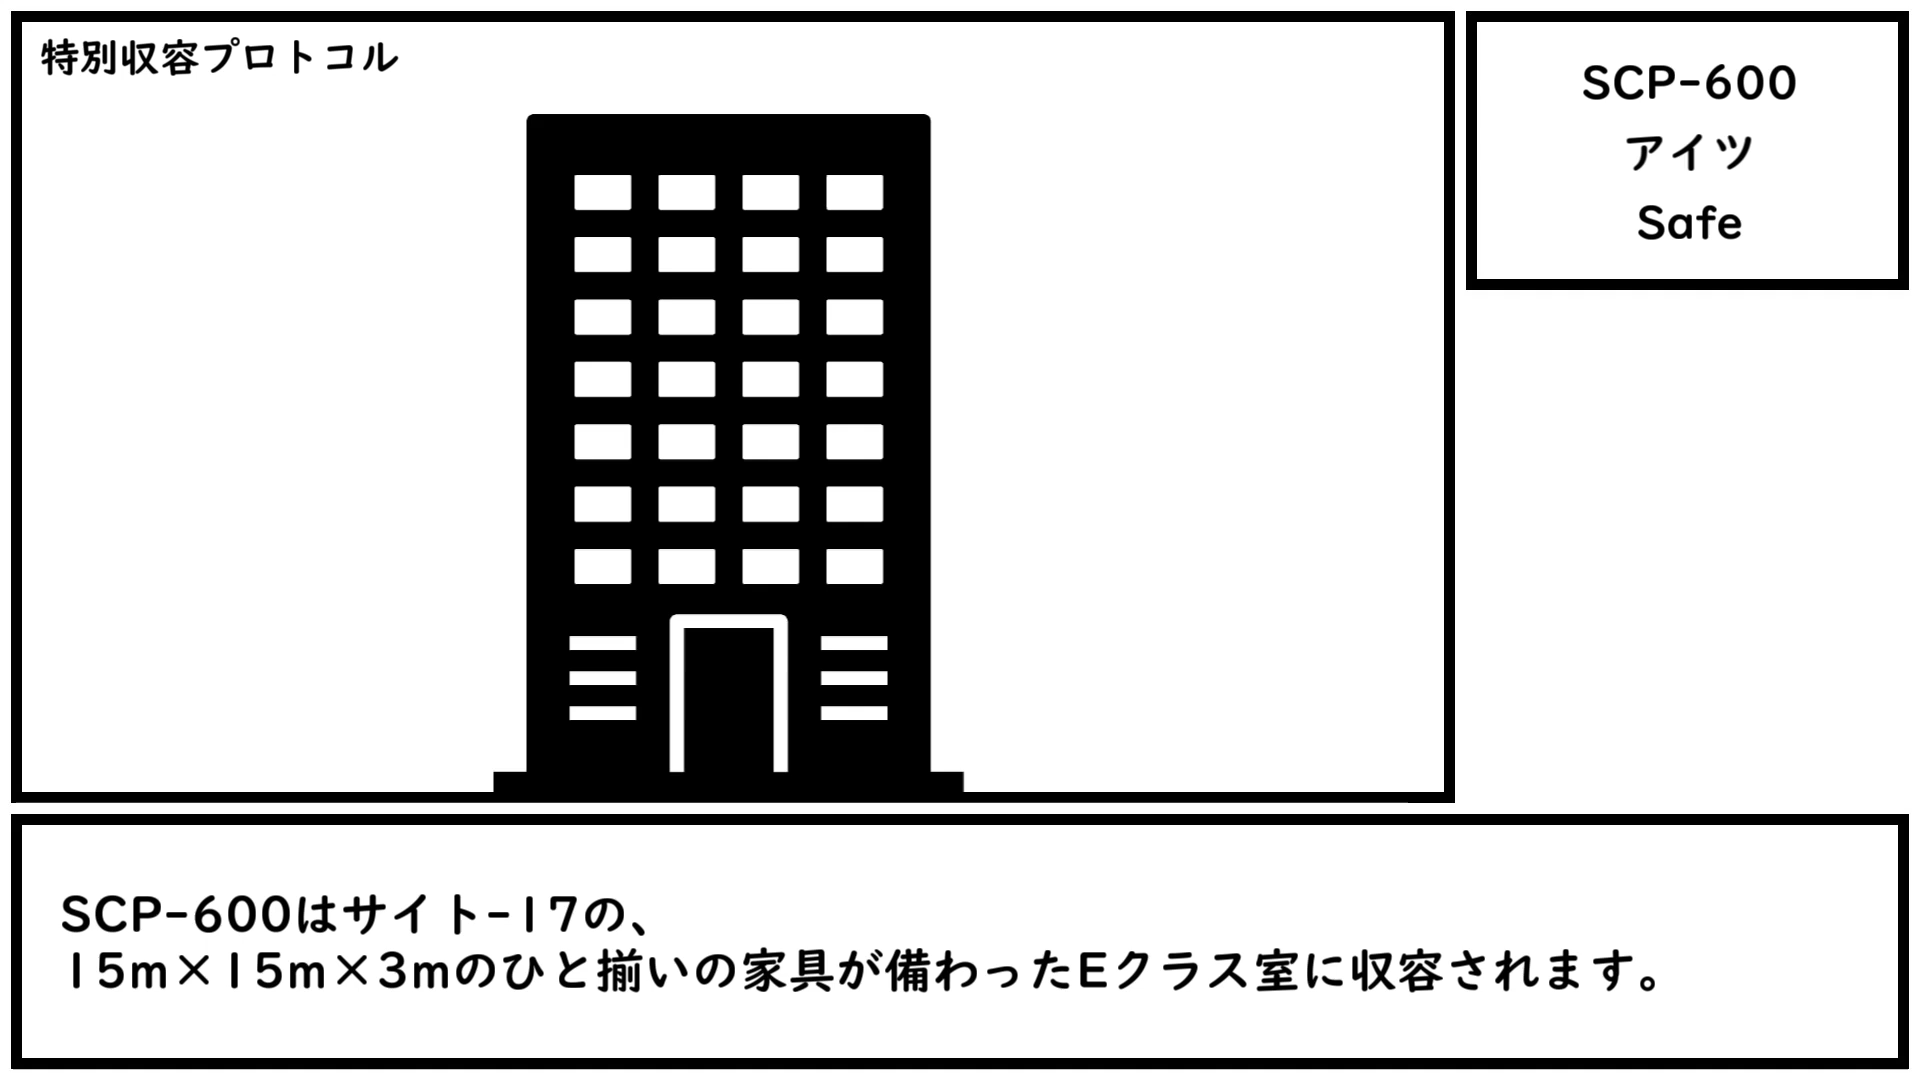 特別収容プロトコル
SCP-600
アイツ
Safe
SCP-600はサイト-17の、
15m×15m×3mのひと揃いの家具が備わったEクラス室に収容されます。